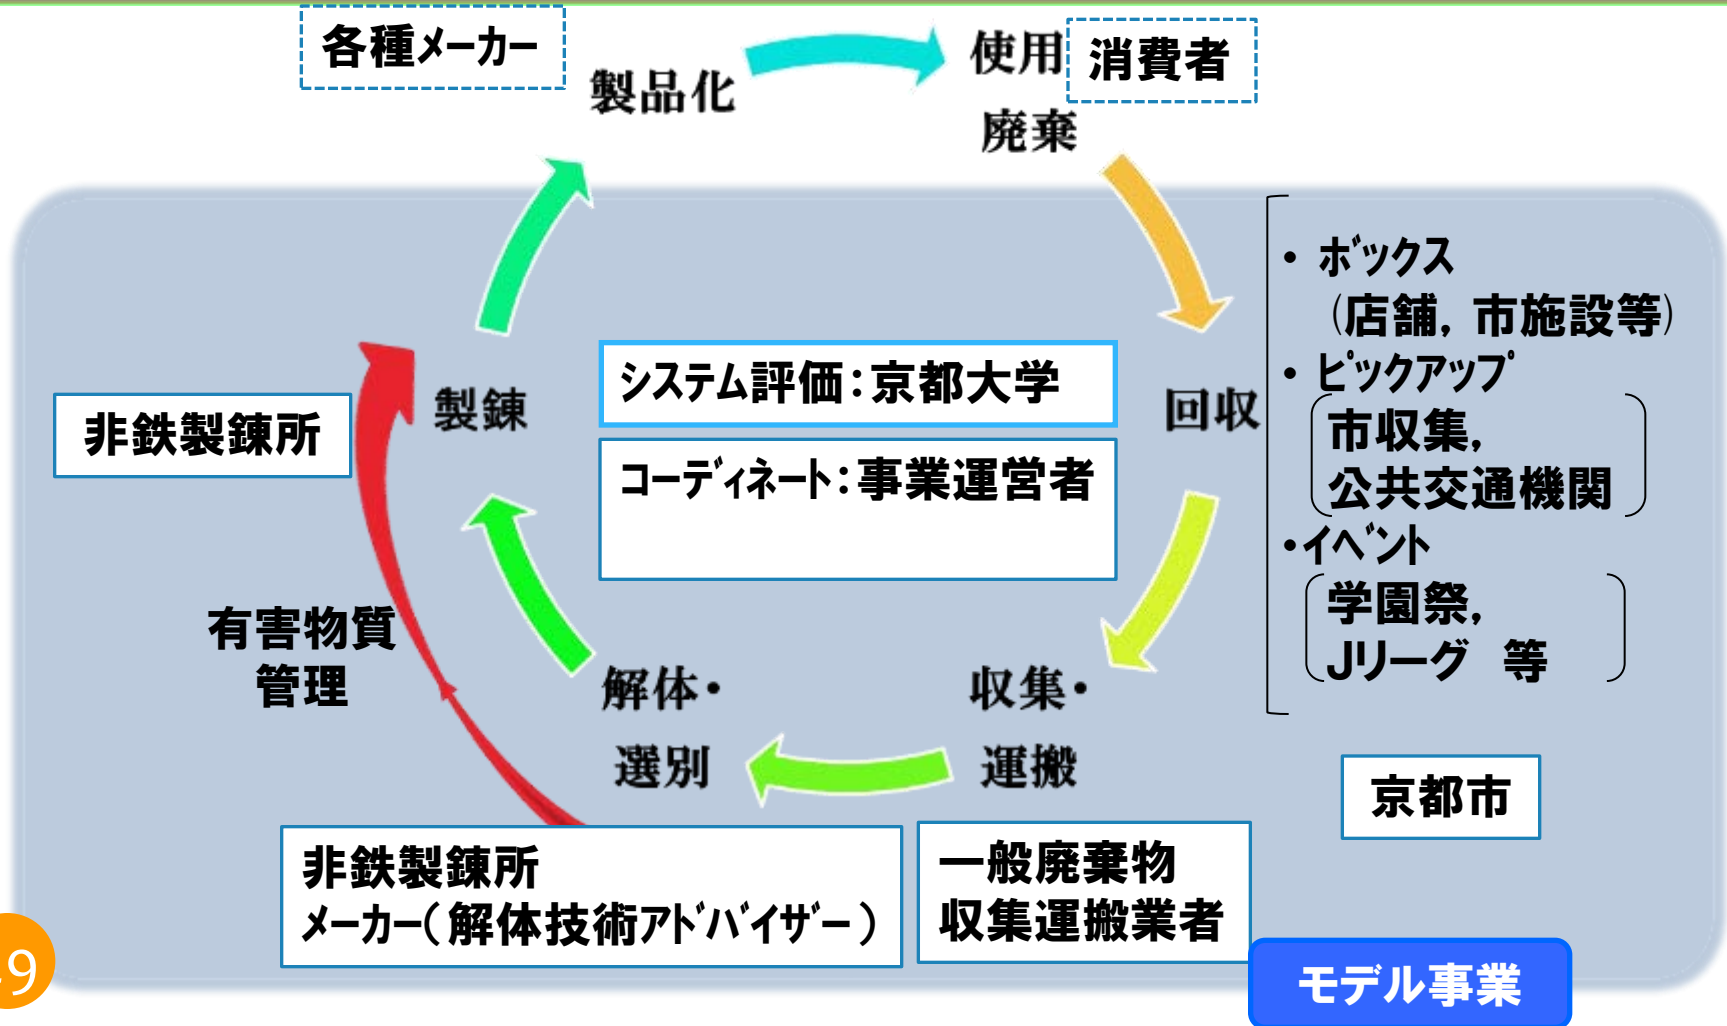 各種メーカー
製品化
使用
廃棄
消費者
・ボックス
(店舗，市施設等)
・ピックアップ
市収集，
公共交通機関
・イベント
学園祭，
Jリーグ 等
回収
システム評価：京都大学
コーディネート：事業運営者
製錬
非鉄製錬所
有害物質
管理
解体・
選別
収集・
運搬
京都市
非鉄製錬所
メーカー(解体技術アドバイザー)
一般廃棄物
収集運搬業者
モデル事業
9